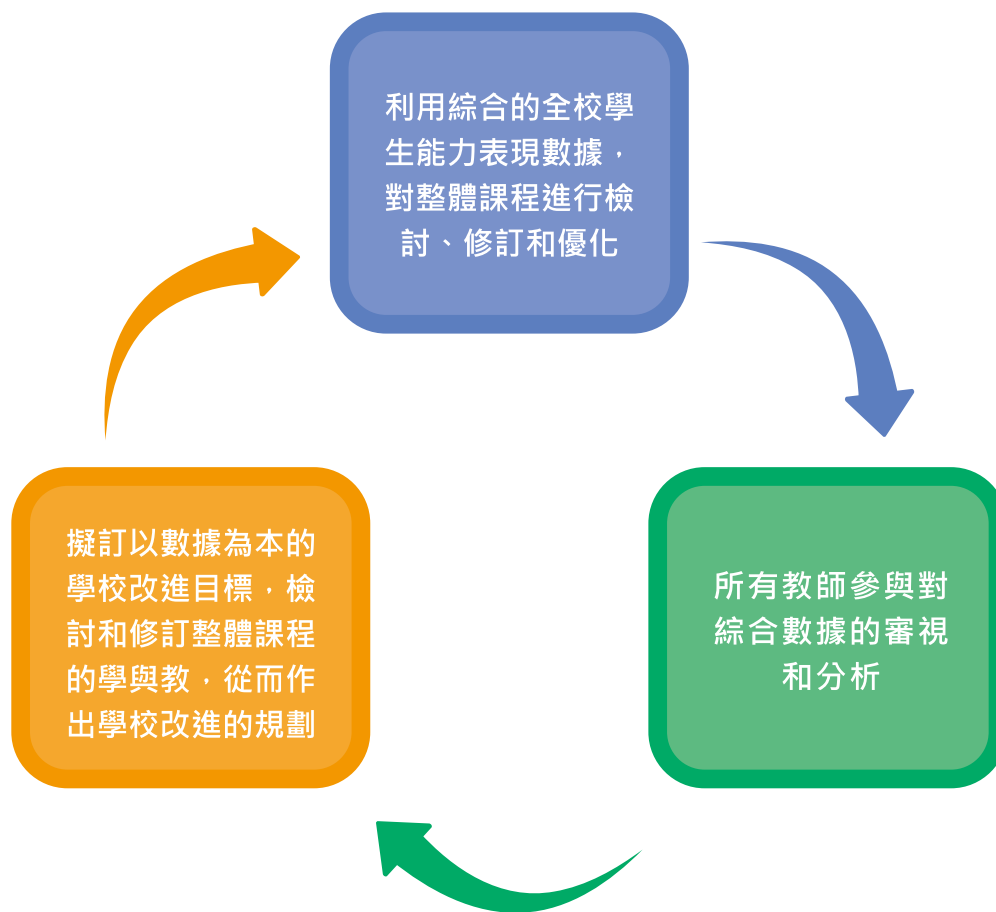 利用綜合的全校學
生能力表現數據，
對整體課程進行檢
討、修訂和優化
所有教師參與對
綜合數據的審視
和分析
擬訂以數據為本的
學校改進目標，檢
討和修訂整體課程
的學與教，從而作
出學校改進的規劃